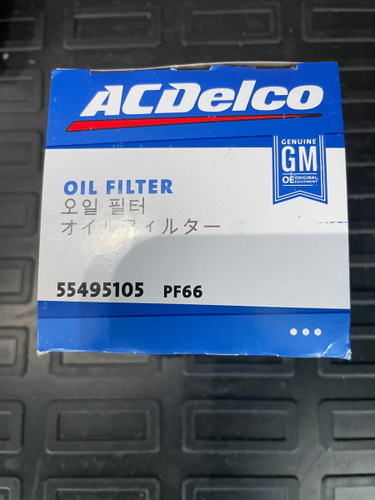 ACDelco
GENUINE
GM
OE ORIGINAL EQUIPMENT
OIL FILTER
오일 필터
オイルフィルター
55495105 PF66